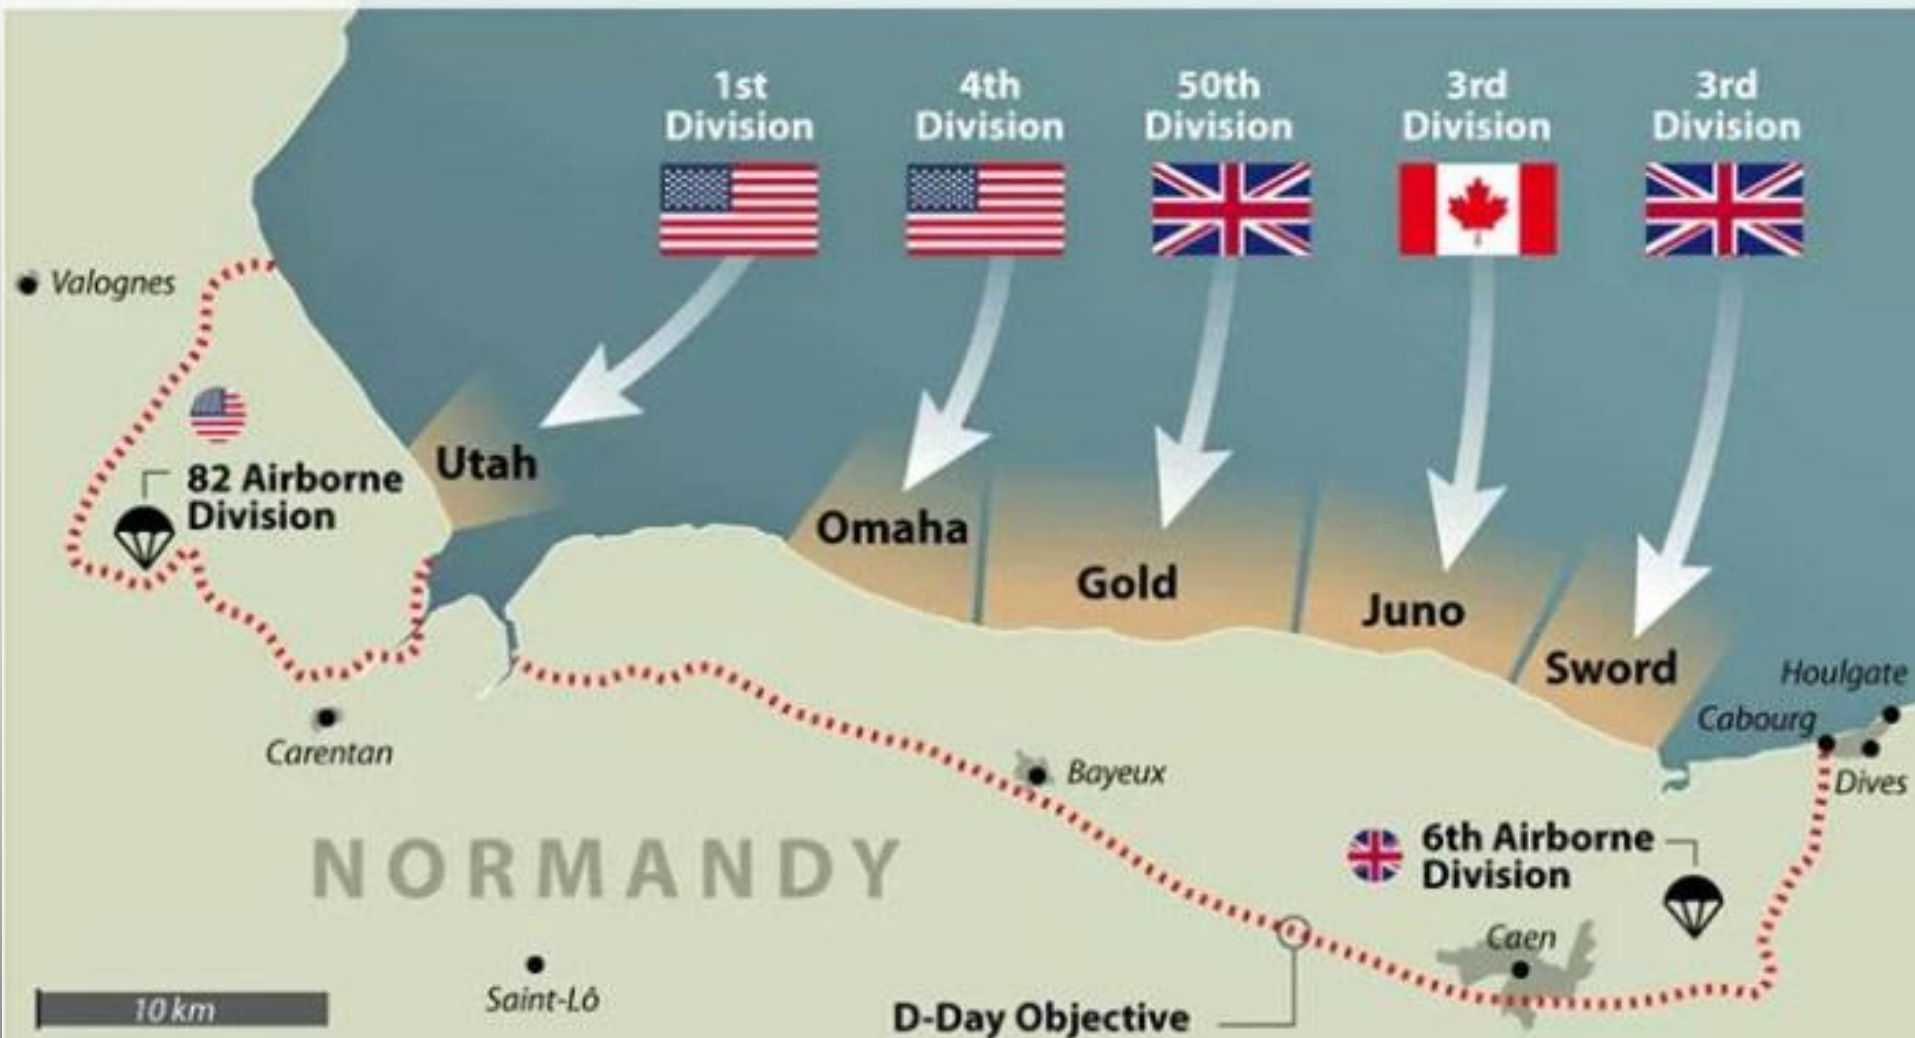 1st
Division
4th
Division
50th
Division
3rd
Division
3rd
Division
Valognes
82 Airborne
Division
Utah
Omaha
Gold
Juno
Sword
Houlgate
Cabourg
Dives
Carentan
Bayeux
NORMANDY
6th Airborne
Division
Caen
Saint-Lô
10 km
D-Day Objective